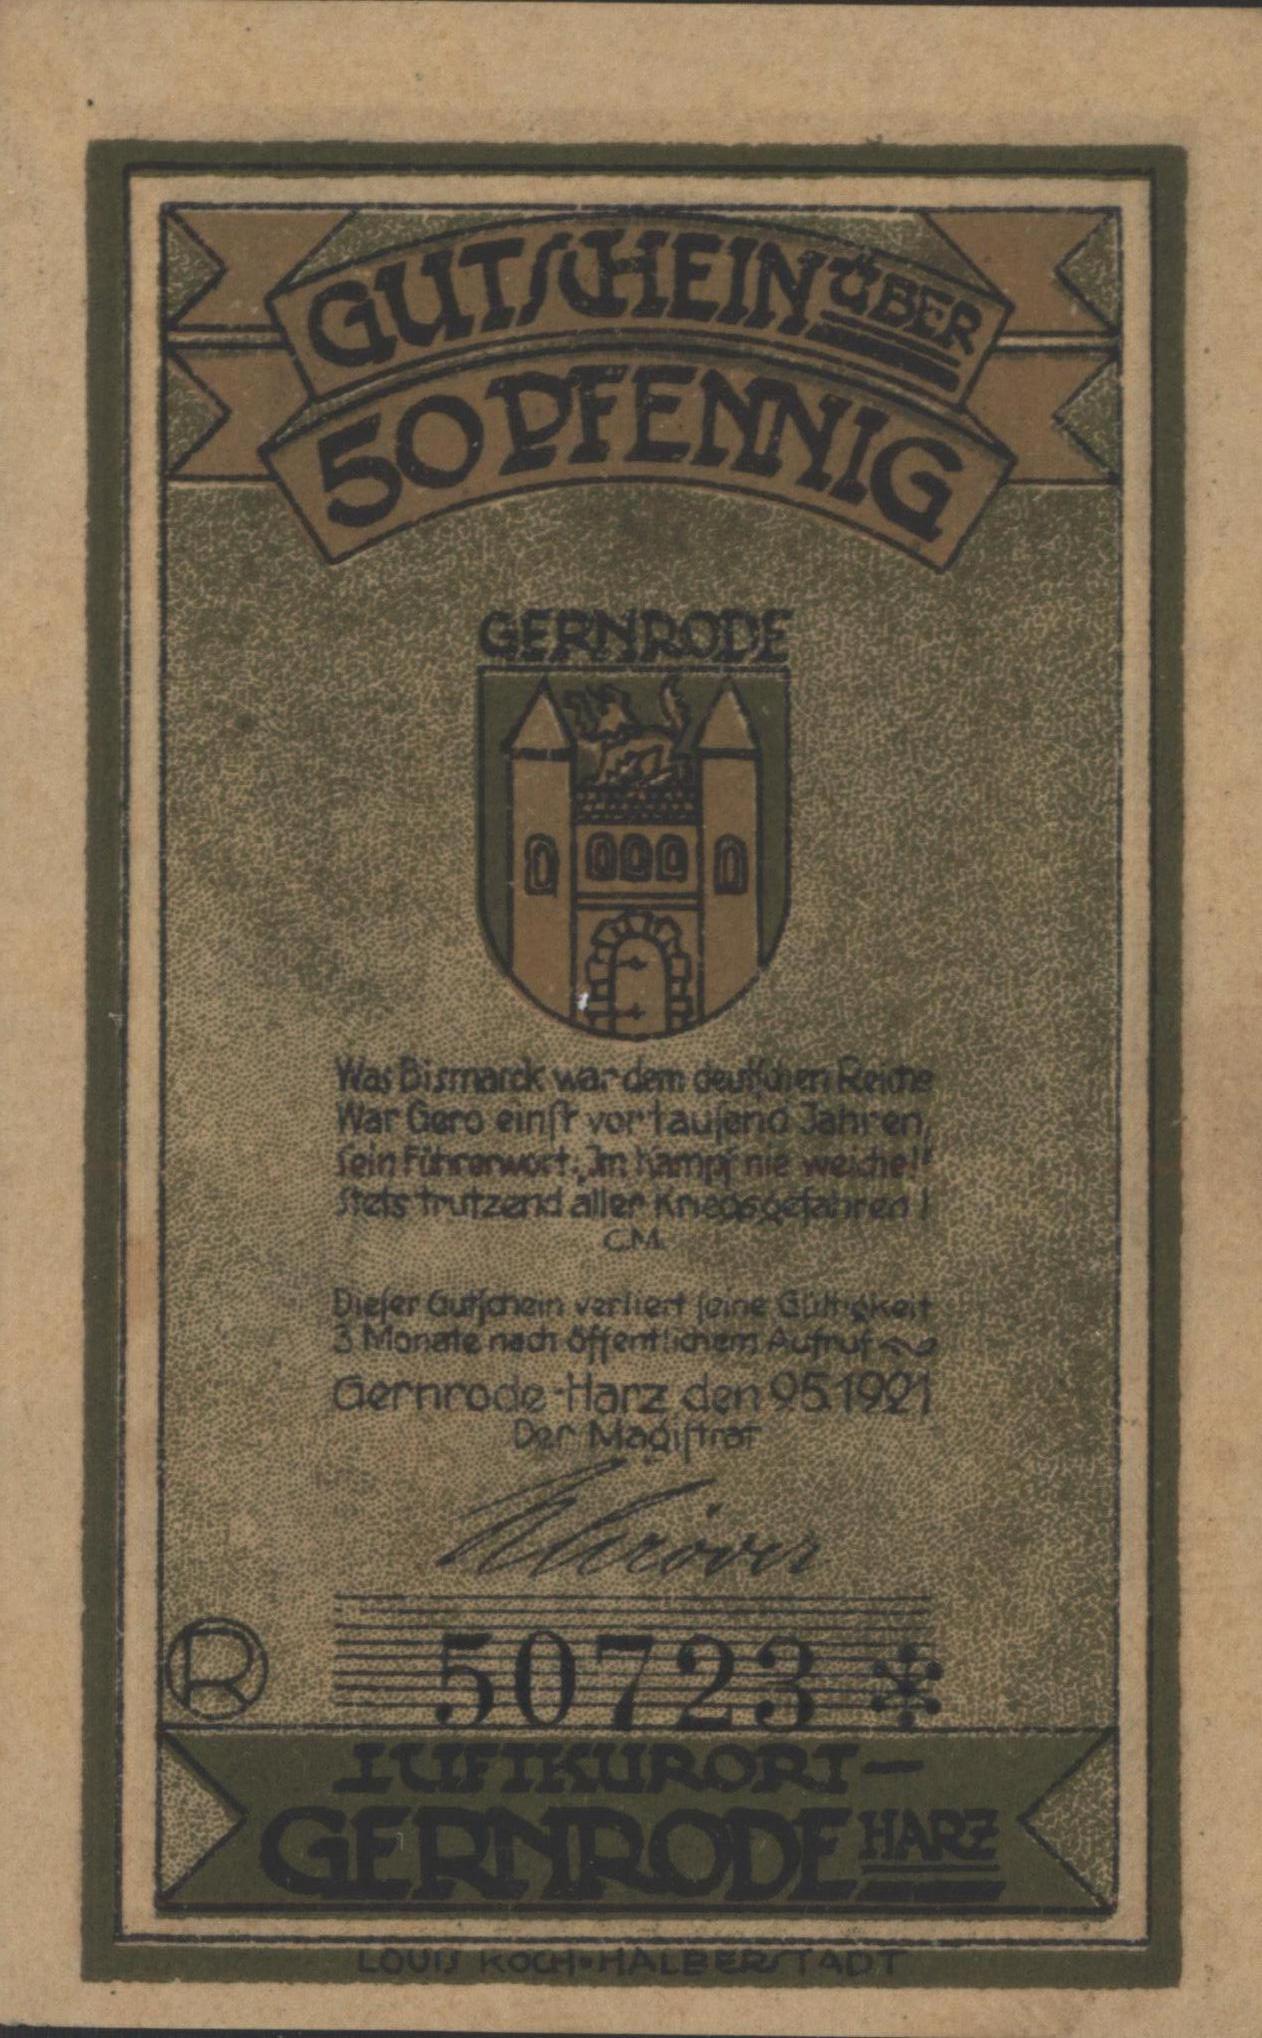 GUTSCHEIN ÜBER
50 PFENNIG
GERNRODE
Was Bismarck war dem deutſchen Reiche
War Gero einſt vor tauſend Jahren,
ſein Führerwort: „Im Kampf nie weiche!“
ſtets trutzend aller Kriegsgefahren!
C.M.
Dieſer Gutſchein verliert ſeine Gültigkeit
3 Monate nach öffentlichem Aufruf
Gernrode-Harz den 9.5.1921
Der Magiſtrat
R
50723 *
LUFTKURORT-
GERNRODE HARZ
LOUIS KOCH·HALBERSTADT